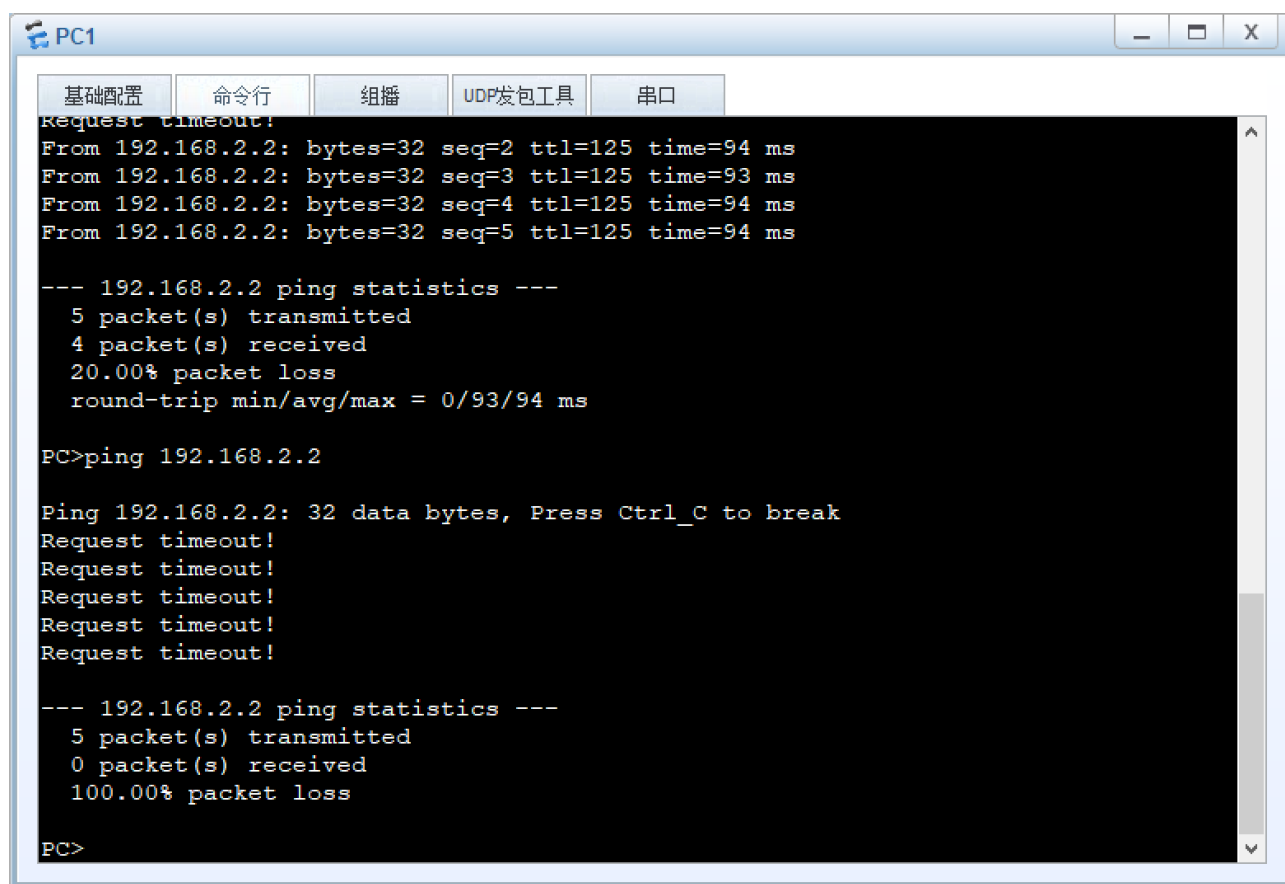 PC1
基础配置 命令行 组播 UDP发包工具 串口
Request timeout!
From 192.168.2.2: bytes=32 seq=2 ttl=125 time=94 ms
From 192.168.2.2: bytes=32 seq=3 ttl=125 time=93 ms
From 192.168.2.2: bytes=32 seq=4 ttl=125 time=94 ms
From 192.168.2.2: bytes=32 seq=5 ttl=125 time=94 ms
--- 192.168.2.2 ping statistics ---
5 packet(s) transmitted
4 packet(s) received
20.00% packet loss
round-trip min/avg/max = 0/93/94 ms
PC>ping 192.168.2.2
Ping 192.168.2.2: 32 data bytes, Press Ctrl_C to break
Request timeout!
Request timeout!
Request timeout!
Request timeout!
Request timeout!
--- 192.168.2.2 ping statistics ---
5 packet(s) transmitted
0 packet(s) received
100.00% packet loss
PC>